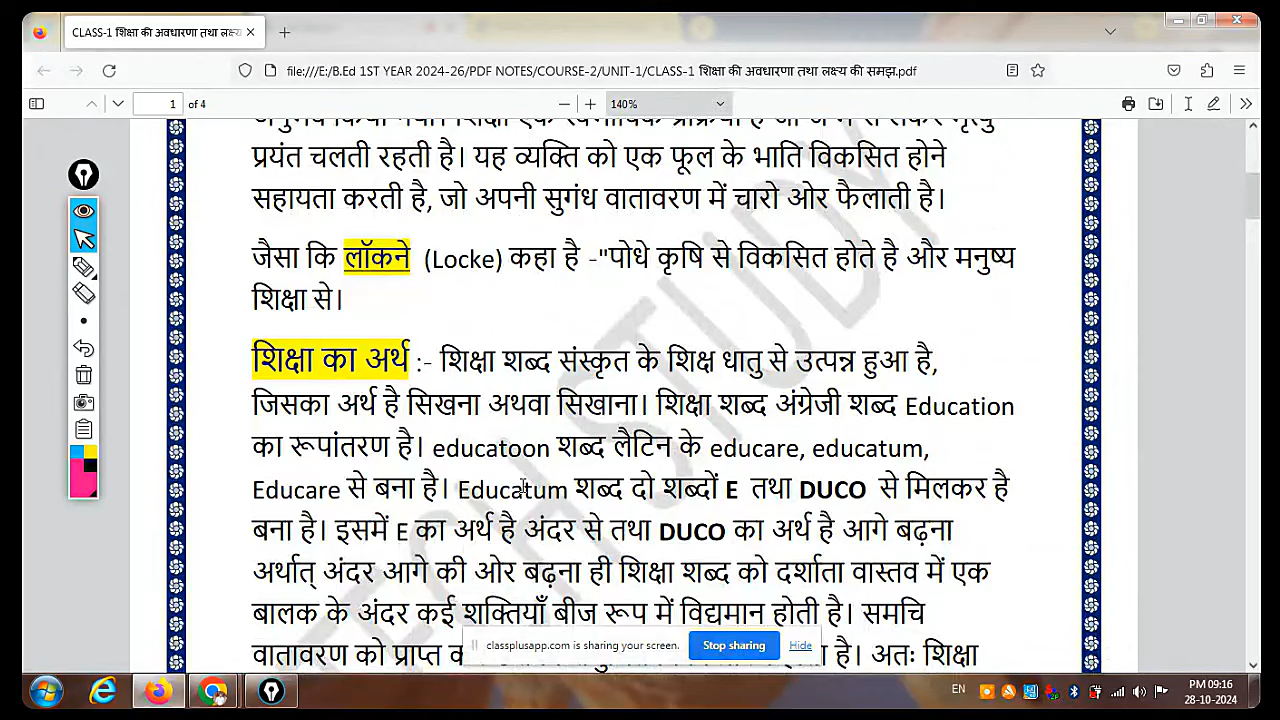 CLASS-1 शिक्षा की अवधारणा तथा लक्ष्य
file:///E:/B.Ed 1ST YEAR 2024-26/PDF NOTES/COURSE-2/UNIT-1/CLASS-1 शिक्षा की अवधारणा तथा लक्ष्य की समझ.pdf
1 of 4
140%
प्रयंत चलती रहती है। यह व्यक्ति को एक फूल के भाति विकसित होने
सहायता करती है, जो अपनी सुगंध वातावरण में चारो ओर फैलाती है।
जैसा कि लॉकने (Locke) कहा है -"पोधे कृषि से विकसित होते है और मनुष्य
शिक्षा से।
शिक्षा का अर्थ :- शिक्षा शब्द संस्कृत के शिक्ष धातु से उत्पन्न हुआ है,
जिसका अर्थ है सिखना अथवा सिखाना। शिक्षा शब्द अंग्रेजी शब्द Education
का रूपांतरण है। educatoon शब्द लैटिन के educare, educatum,
Educare से बना है। Educatum शब्द दो शब्दों E तथा DUCO से मिलकर है
बना है। इसमें E का अर्थ है अंदर से तथा DUCO का अर्थ है आगे बढ़ना
अर्थात् अंदर आगे की ओर बढ़ना ही शिक्षा शब्द को दर्शाता वास्तव में एक
बालक के अंदर कई शक्तियाँ बीज रूप में विद्यमान होती है। समचि
वातावरण को प्राप्त है। अतः शिक्षा
classplusapp.com is sharing your screen. Stop sharing Hide
TECH STUDY
EN
PM 09:16
28-10-2024